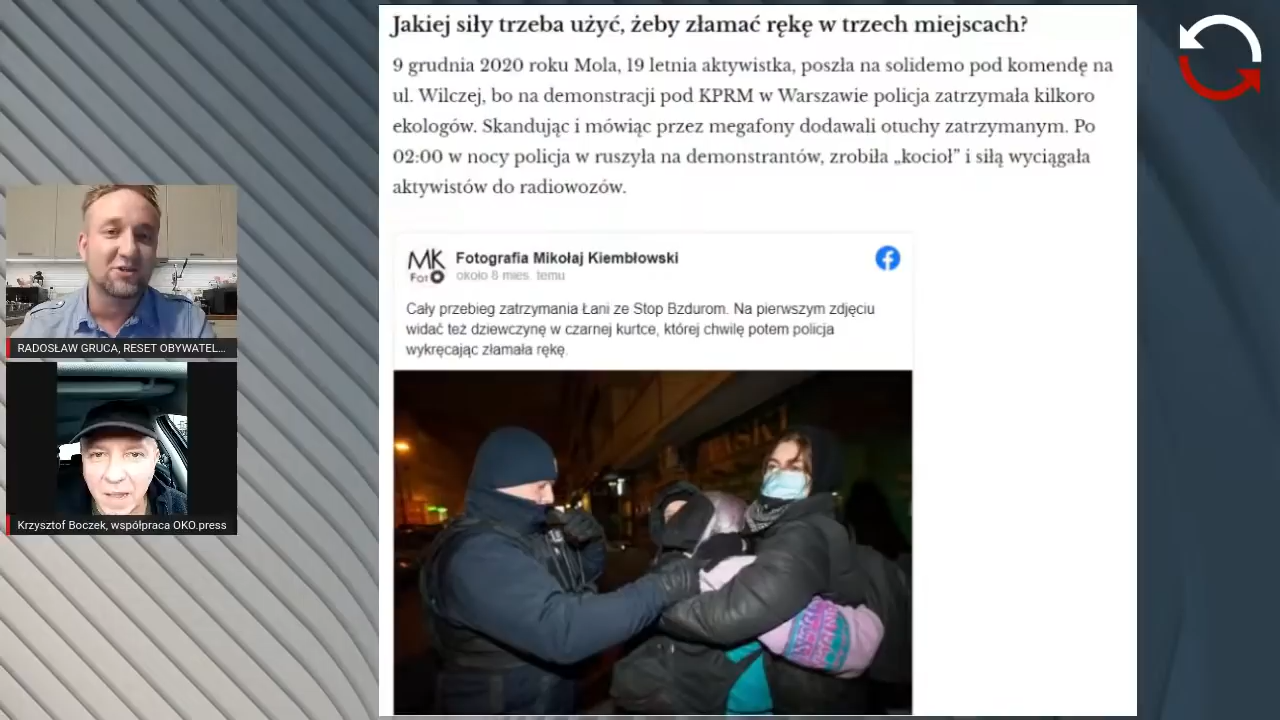 Jakiej siły trzeba użyć, żeby złamać rękę w trzech miejscach?
9 grudnia 2020 roku Mola, 19 letnia aktywistka, poszła na solidemo pod komendę na
ul. Wilczej, bo na demonstracji pod KPRM w Warszawie policja zatrzymała kilkoro
ekologów. Skandując i mówiąc przez megafony dodawali otuchy zatrzymanym. Po
02:00 w nocy policja w ruszyła na demonstrantów, zrobiła „kocioł” i siłą wyciągała
aktywistów do radiowozów.
MK
FOT
Fotografia Mikołaj Kiembłowski
około 8 mies. temu
Cały przebieg zatrzymania Łani ze Stop Bzdurom. Na pierwszym zdjęciu
widać też dziewczynę w czarnej kurtce, której chwilę potem policja
wykręcając złamała rękę.
RADOSŁAW GRUCA, RESET OBYWATEL...
Krzysztof Boczek, współpraca OKO.press